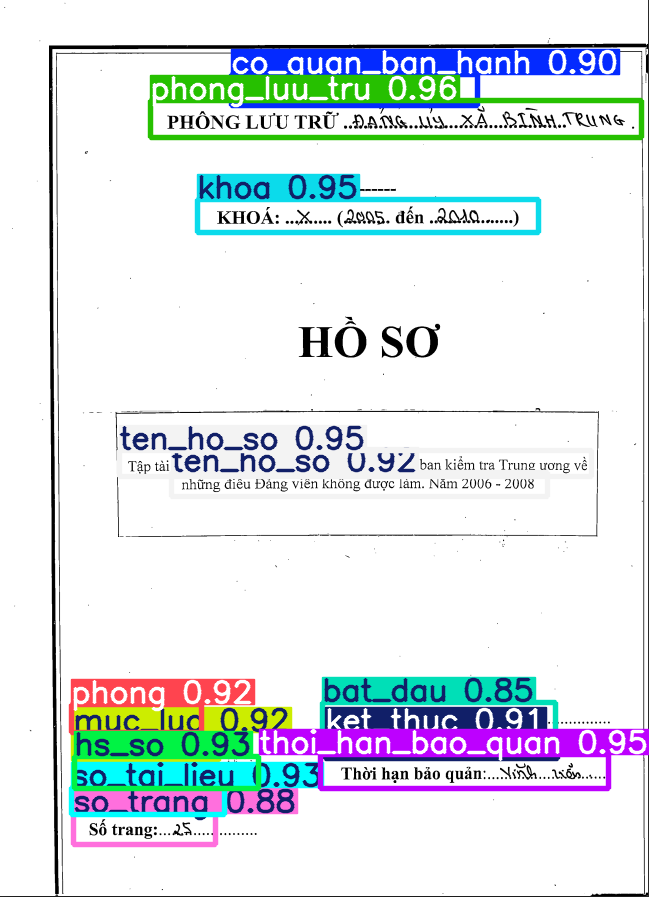 co_quan_ban_hanh 0.90
phong_luu_tru 0.96
PHÔNG LƯU TRỮ ..ĐẢNG ỦY XÃ BÌNH TRUNG.
khoa 0.95 ------
KHOÁ: ...X.... (2005. đến ..2010.......)
HỒ SƠ
ten_ho_so 0.95
Tập tài ten_ho_so 0.92 ban kiểm tra Trung ương về
những điều Đảng viên không được làm. Năm 2006 - 2008
phong 0.92 bat_dau 0.85
muc_luc 0.92 ket_thuc 0.91
hs_so 0.93 thoi_han_bao_quan 0.95
so_tai_lieu 0.93 Thời hạn bảo quản:...Vĩnh...viễn......
so_trang 0.88
Số trang:...25................